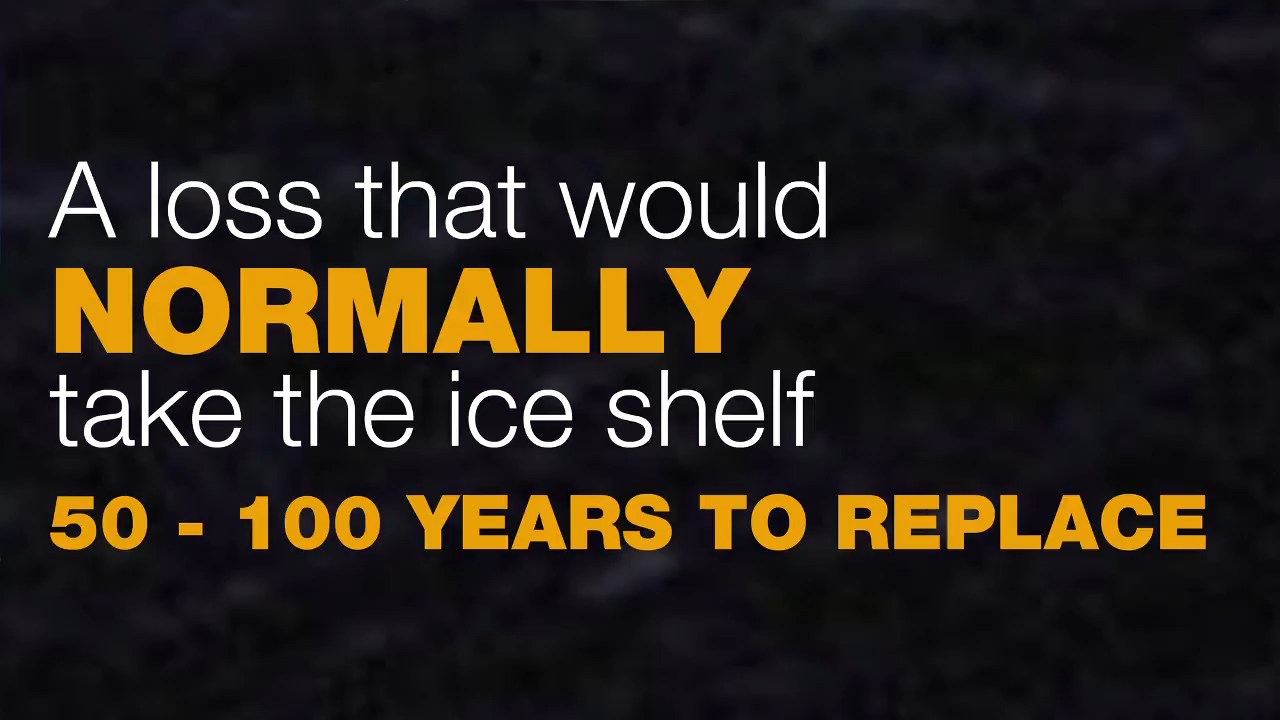 A loss that would
NORMALLY
take the ice shelf
50 - 100 YEARS TO REPLACE